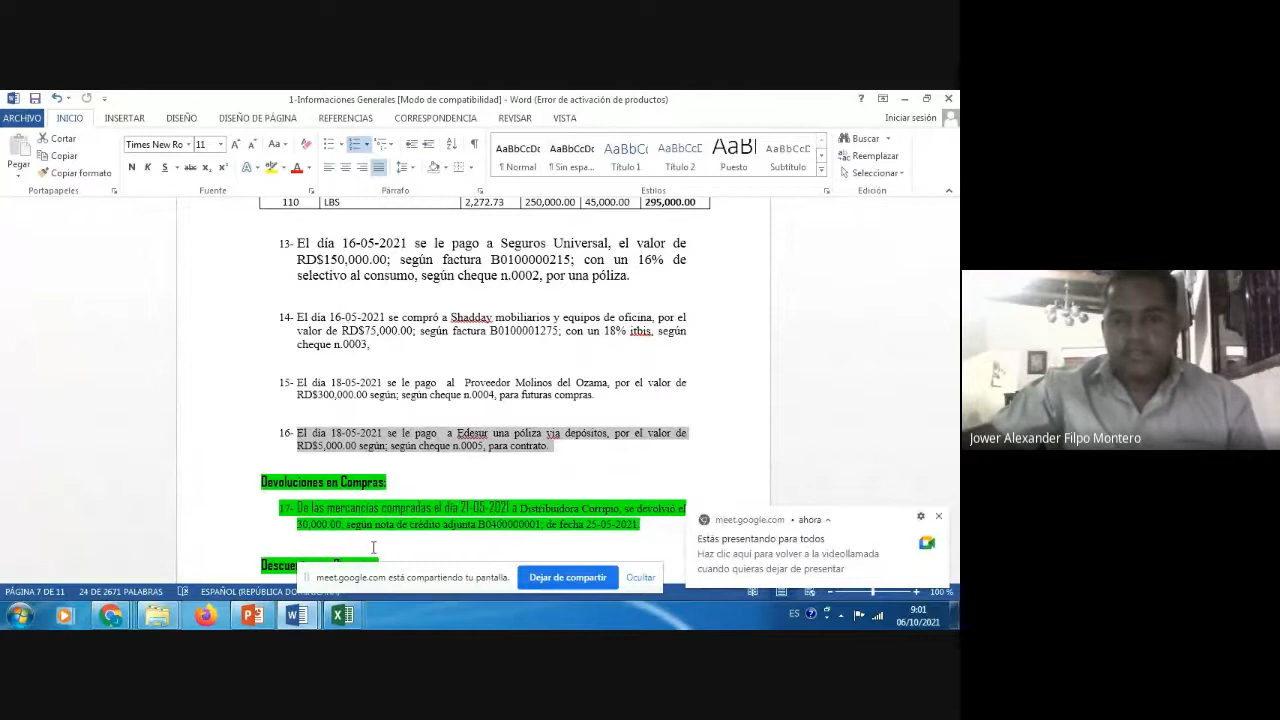 1-Informaciones Generales [Modo de compatibilidad] - Word (Error de activación de productos)
ARCHIVO INICIO INSERTAR DISEÑO DISEÑO DE PÁGINA REFERENCIAS CORRESPONDENCIA REVISAR VISTA Iniciar sesión
Pegar
Cortar
Copiar
Copiar formato
Times New Ro 11
N K S abc x₂ x²
AaBbCcDc AaBbCcDc AaBbC( AaBbCcC AaBI AaBbCcD
¶ Normal ¶ Sin espa... Título 1 Título 2 Puesto Subtítulo
Buscar
Reemplazar
Seleccionar
Portapapeles Fuente Párrafo Estilos Edición
110 LBS 2,272.73 250,000.00 45,000.00 295,000.00
13- El día 16-05-2021 se le pago a Seguros Universal, el valor de
RD$150,000.00; según factura B0100000215; con un 16% de
selectivo al consumo, según cheque n.0002, por una póliza.
14- El día 16-05-2021 se compró a Shadday mobiliarios y equipos de oficina, por el
valor de RD$75,000.00; según factura B0100001275; con un 18% itbis, según
cheque n.0003,
15- El día 18-05-2021 se le pago al Proveedor Molinos del Ozama, por el valor de
RD$300,000.00 según; según cheque n.0004, para futuras compras.
16- El día 18-05-2021 se le pago a Edesur una póliza via depósitos, por el valor de
RD$5,000.00 según; según cheque n.0005, para contrato.
Devoluciones en Compras:
17- De las mercancías compradas el día 21-05-2021 a Distribuidora Corripio, se devolvió el
30,000.00, según nota de crédito adjunta B0400000001; de fecha 25-05-2021.
meet.google.com • ahora
Estás presentando para todos
Haz clic aquí para volver a la videollamada
cuando quieras dejar de presentar
meet.google.com está compartiendo tu pantalla. Dejar de compartir Ocultar
PÁGINA 7 DE 11 24 DE 2671 PALABRAS 100 %
ES 9:01
06/10/2021
Jower Alexander Filpo Montero